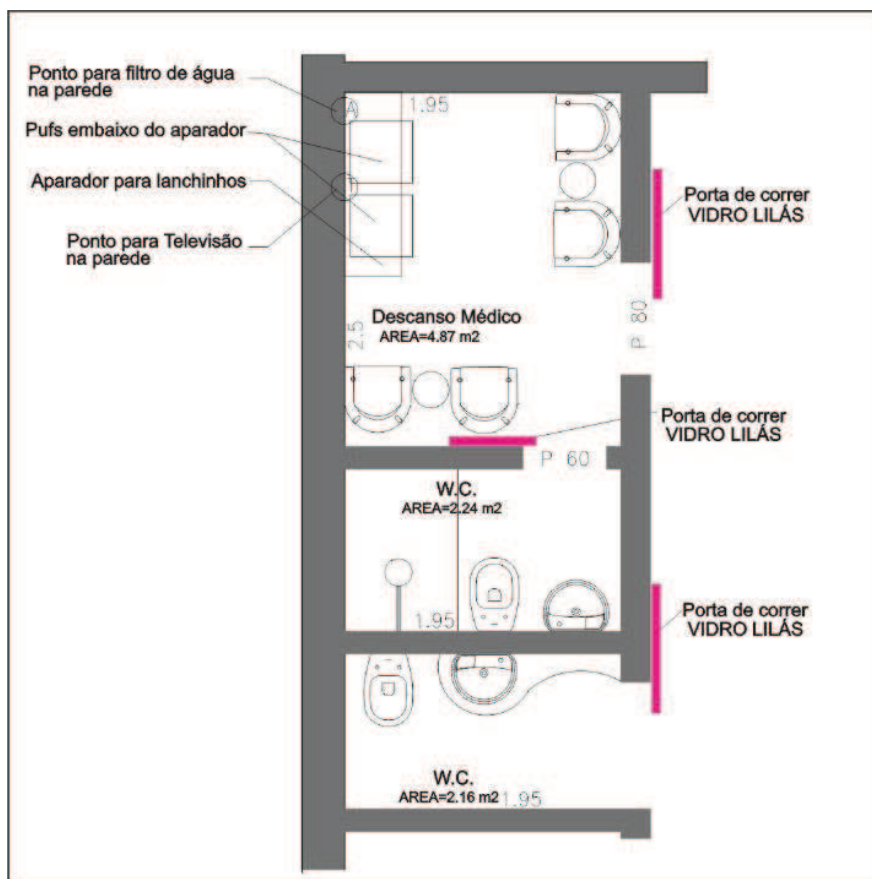 Ponto para filtro de água
na parede
A
1.95
Pufs embaixo do aparador
Aparador para lanchinhos
Ponto para Televisão
na parede
Porta de correr
VIDRO LILÁS
Descanso Médico
AREA=4.87 m2
2.5
P 80
Porta de correr
VIDRO LILÁS
P 60
W.C.
AREA=2.24 m2
1.95
Porta de correr
VIDRO LILÁS
W.C.
AREA=2.16 m2
1.95